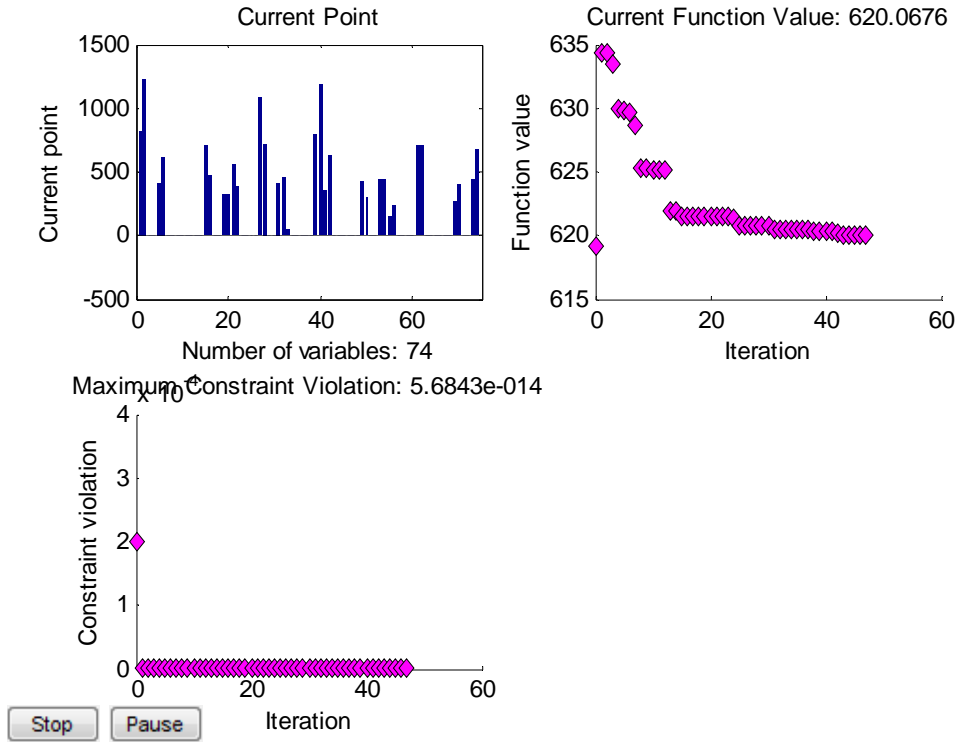 Current Point
1500
1000
500
0
-500
Current point
0 20 40 60
Number of variables: 74
Current Function Value: 620.0676
635
630
625
620
615
Function value
0 20 40 60
Iteration
Maximum Constraint Violation: 5.6843e-014
x 10-4
4
3
2
1
0
Constraint violation
0 20 40 60
Iteration
Stop Pause